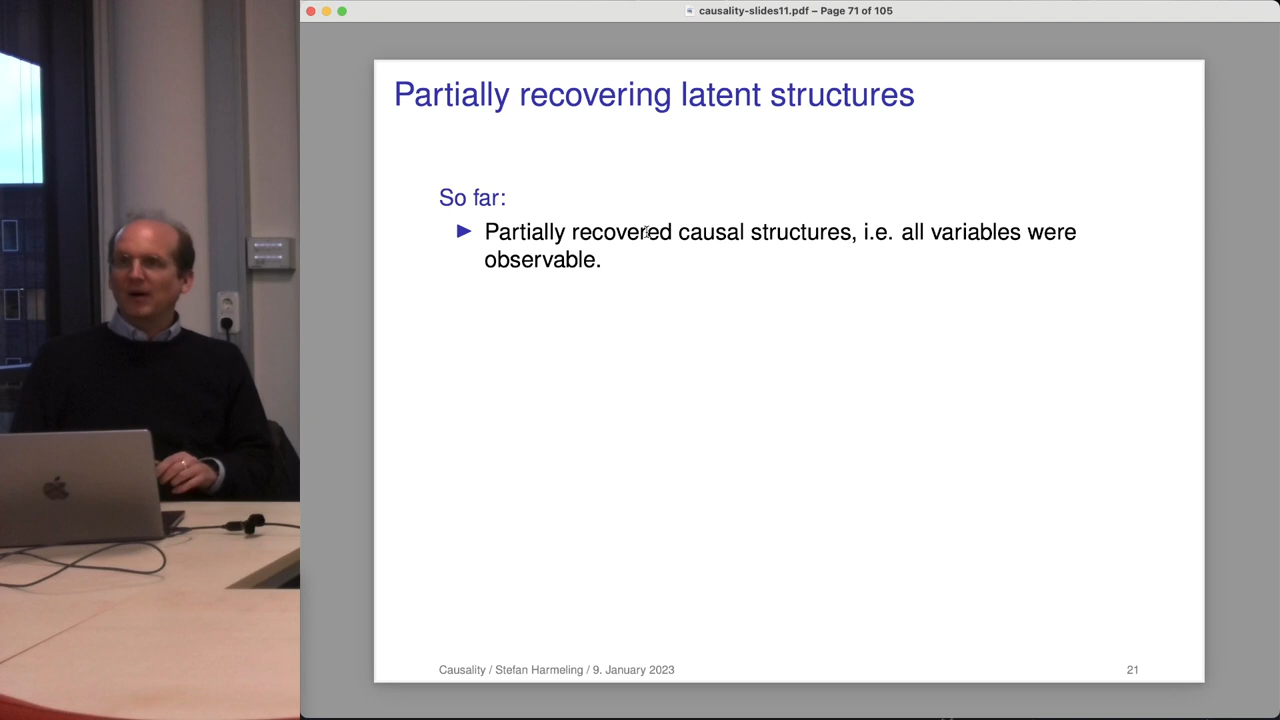 causality-slides11.pdf – Page 71 of 105
Partially recovering latent structures
So far:
Partially recovered causal structures, i.e. all variables were
observable.
Causality / Stefan Harmeling / 9. January 2023
21